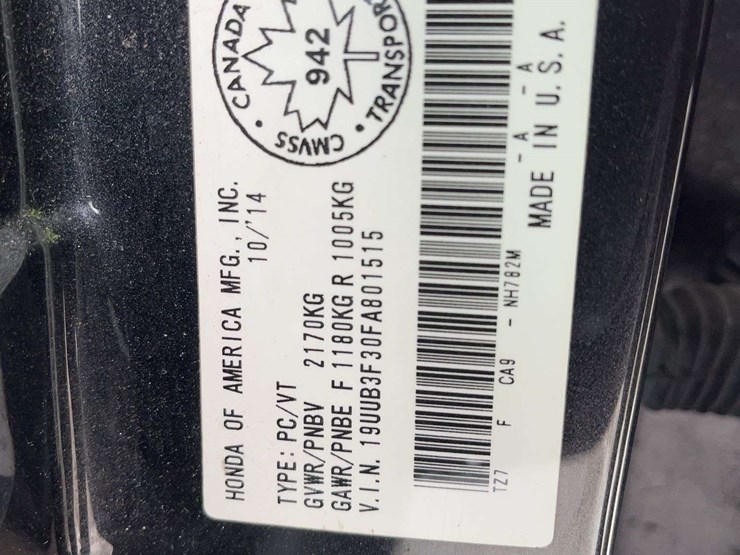 HONDA OF AMERICA MFG., INC.
10/'14
TYPE: PC/VT
GVWR/PNBV 2170KG
GAWR/PNBE F 1180KG R 1005KG
V.I.N. 19UUB3F30FA801515
CANADA
942
CMVSS
TRANSPOR
TZ7 F CA9 - NH782M
A A A
MADE IN U.S.A.